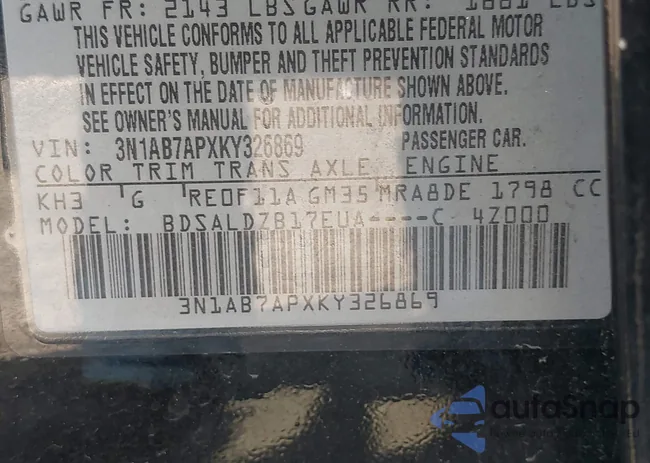 GAWR FR: 2143 LBS GAWR RR: 1881 LBS
THIS VEHICLE CONFORMS TO ALL APPLICABLE FEDERAL MOTOR
VEHICLE SAFETY, BUMPER AND THEFT PREVENTION STANDARDS
IN EFFECT ON THE DATE OF MANUFACTURE SHOWN ABOVE.
SEE OWNER'S MANUAL FOR ADDITIONAL INFORMATION.
VIN: 3N1AB7APXKY326869 PASSENGER CAR.
COLOR TRIM TRANS AXLE ENGINE
KH3 G RE0F11A GM35 MRA8DE 1798 CC
MODEL: BDSALDZB17EUA----C 4Z000
3N1AB7APXKY326869
autoSnap